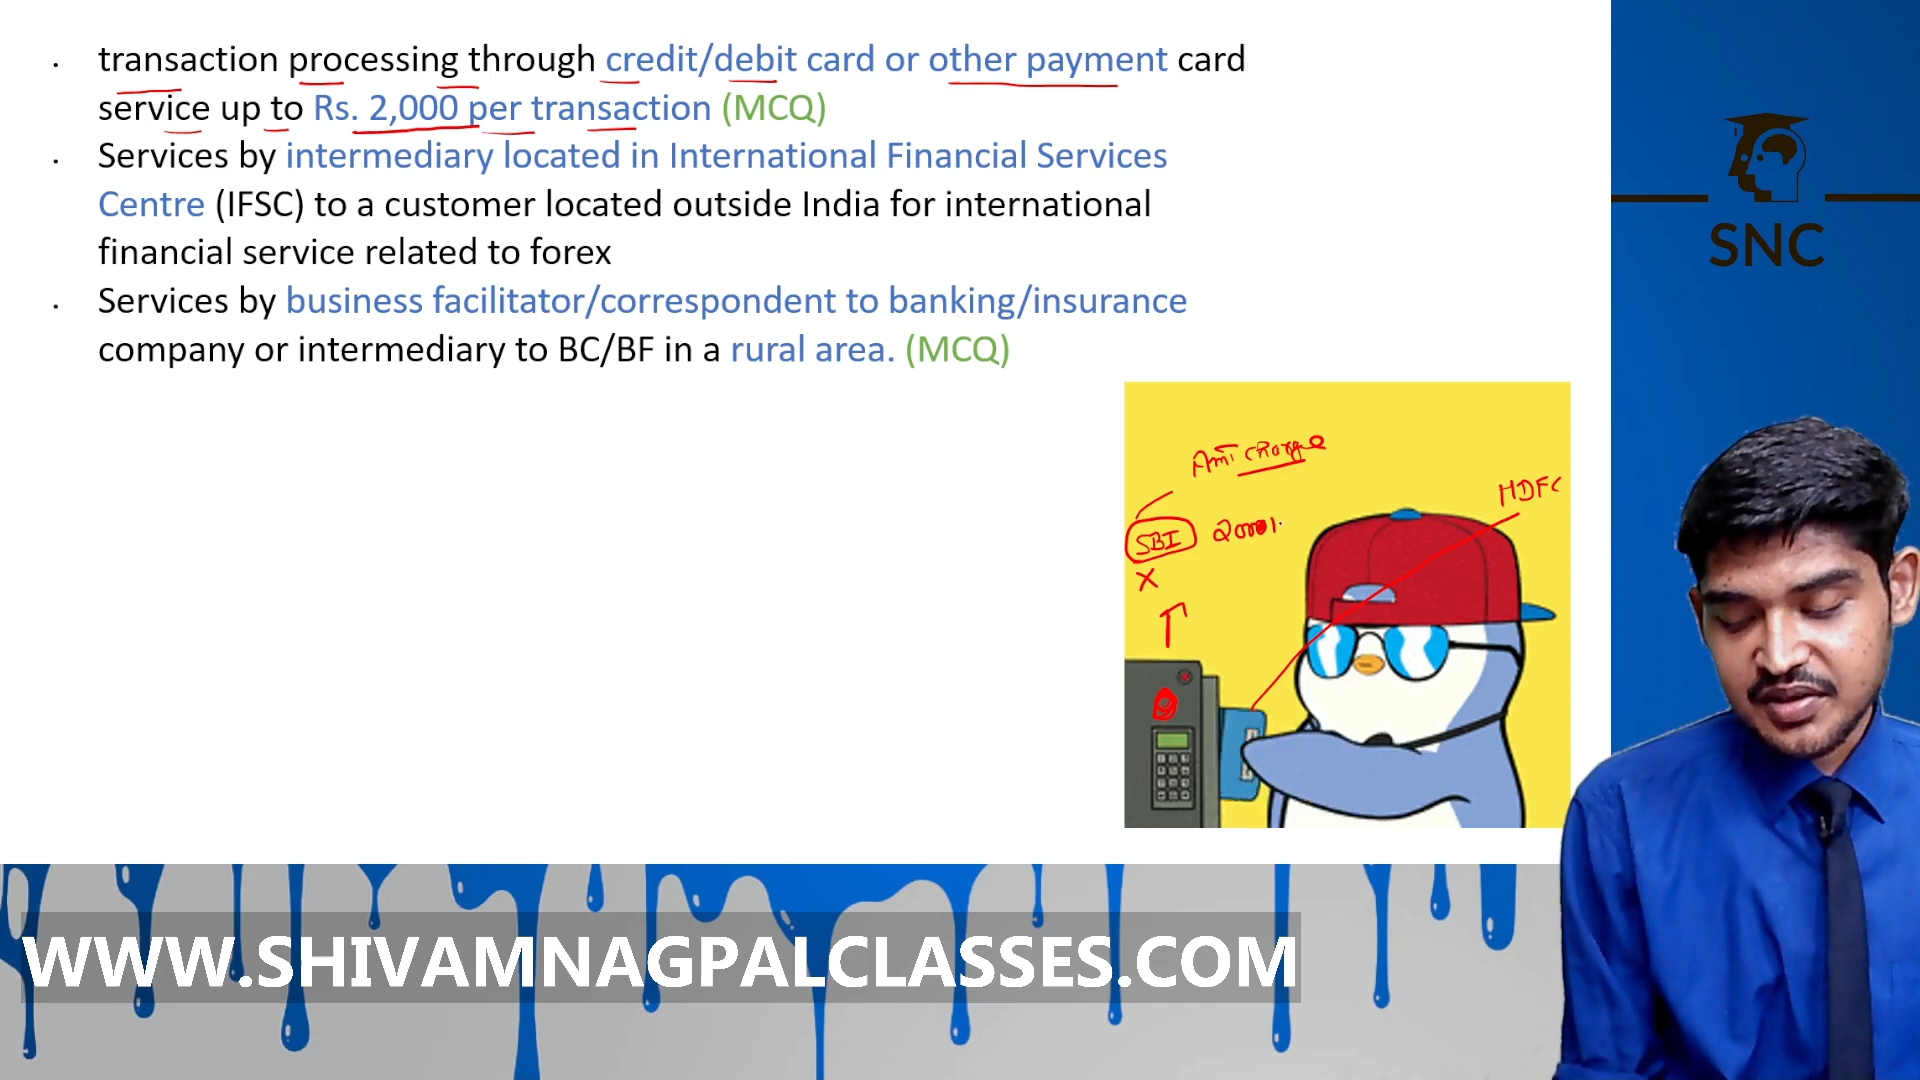 transaction processing through credit/debit card or other payment card
service up to Rs. 2,000 per transaction (MCQ)
Services by intermediary located in International Financial Services
Centre (IFSC) to a customer located outside India for international
financial service related to forex
Services by business facilitator/correspondent to banking/insurance
company or intermediary to BC/BF in a rural area. (MCQ)
SNC
charge
HDFC
SBI
WWW.SHIVAMNAGPALCLASSES.COM